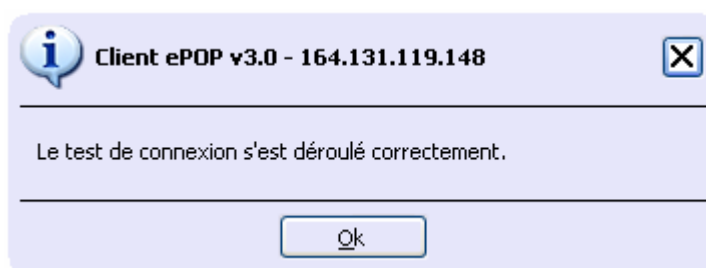 Client ePOP v3.0 - 164.131.119.148
Le test de connexion s'est déroulé correctement.
Ok